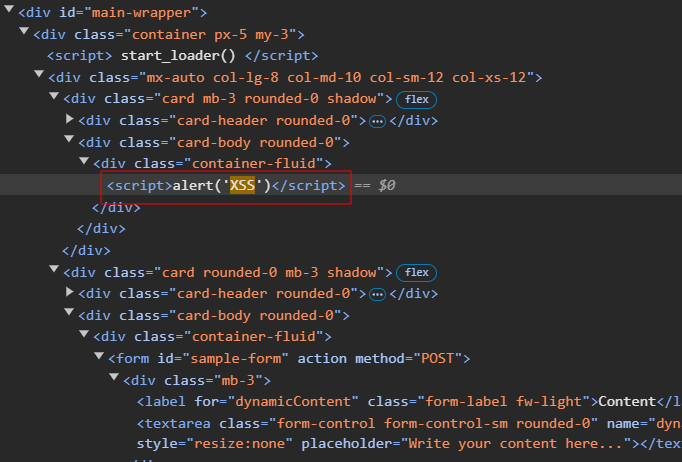 <div id="main-wrapper">
<div class="container px-5 my-3">
<script> start_loader() </script>
<div class="mx-auto col-lg-8 col-md-10 col-sm-12 col-xs-12">
<div class="card mb-3 rounded-0 shadow"> flex
<div class="card-header rounded-0"> … </div>
<div class="card-body rounded-0">
<div class="container-fluid">
<script>alert('XSS')</script> == $0
</div>
</div>
</div>
<div class="card rounded-0 mb-3 shadow"> flex
<div class="card-header rounded-0"> … </div>
<div class="card-body rounded-0">
<div class="container-fluid">
<form id="sample-form" action method="POST">
<div class="mb-3">
<label for="dynamicContent" class="form-label fw-light">Content</l
<textarea class="form-control form-control-sm rounded-0" name="dyn
style="resize:none" placeholder="Write your content here..."></tex